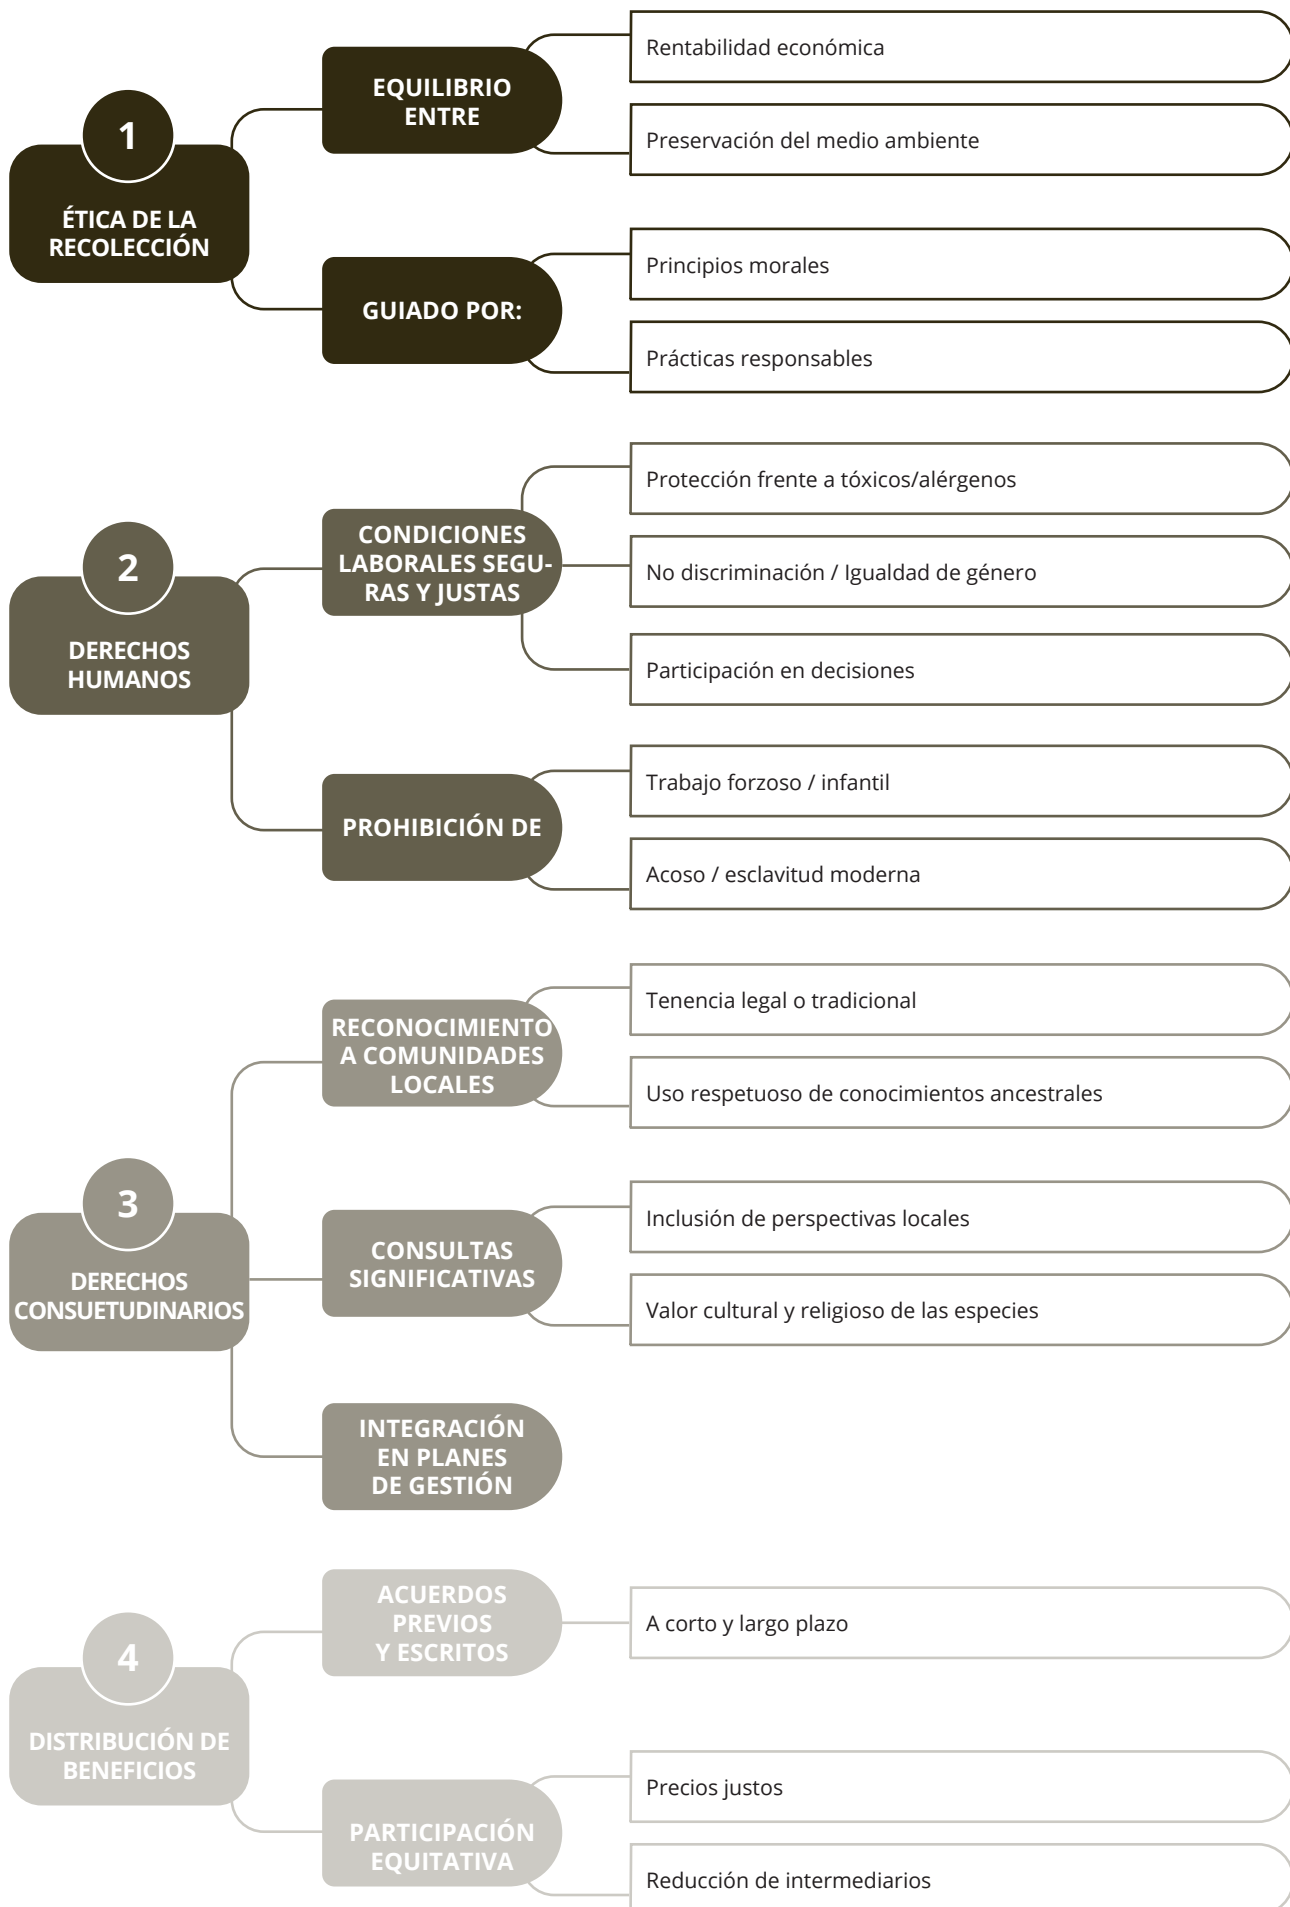 1
ÉTICA DE LA
RECOLECCIÓN
EQUILIBRIO
ENTRE
Rentabilidad económica
Preservación del medio ambiente
GUIADO POR:
Principios morales
Prácticas responsables
2
DERECHOS
HUMANOS
CONDICIONES
LABORALES SEGU-
RAS Y JUSTAS
Protección frente a tóxicos/alérgenos
No discriminación / Igualdad de género
Participación en decisiones
PROHIBICIÓN DE
Trabajo forzoso / infantil
Acoso / esclavitud moderna
3
DERECHOS
CONSUETUDINARIOS
RECONOCIMIENTO
A COMUNIDADES
LOCALES
Tenencia legal o tradicional
Uso respetuoso de conocimientos ancestrales
CONSULTAS
SIGNIFICATIVAS
Inclusión de perspectivas locales
Valor cultural y religioso de las especies
INTEGRACIÓN
EN PLANES
DE GESTIÓN
4
DISTRIBUCIÓN DE
BENEFICIOS
ACUERDOS
PREVIOS
Y ESCRITOS
A corto y largo plazo
PARTICIPACIÓN
EQUITATIVA
Precios justos
Reducción de intermediarios